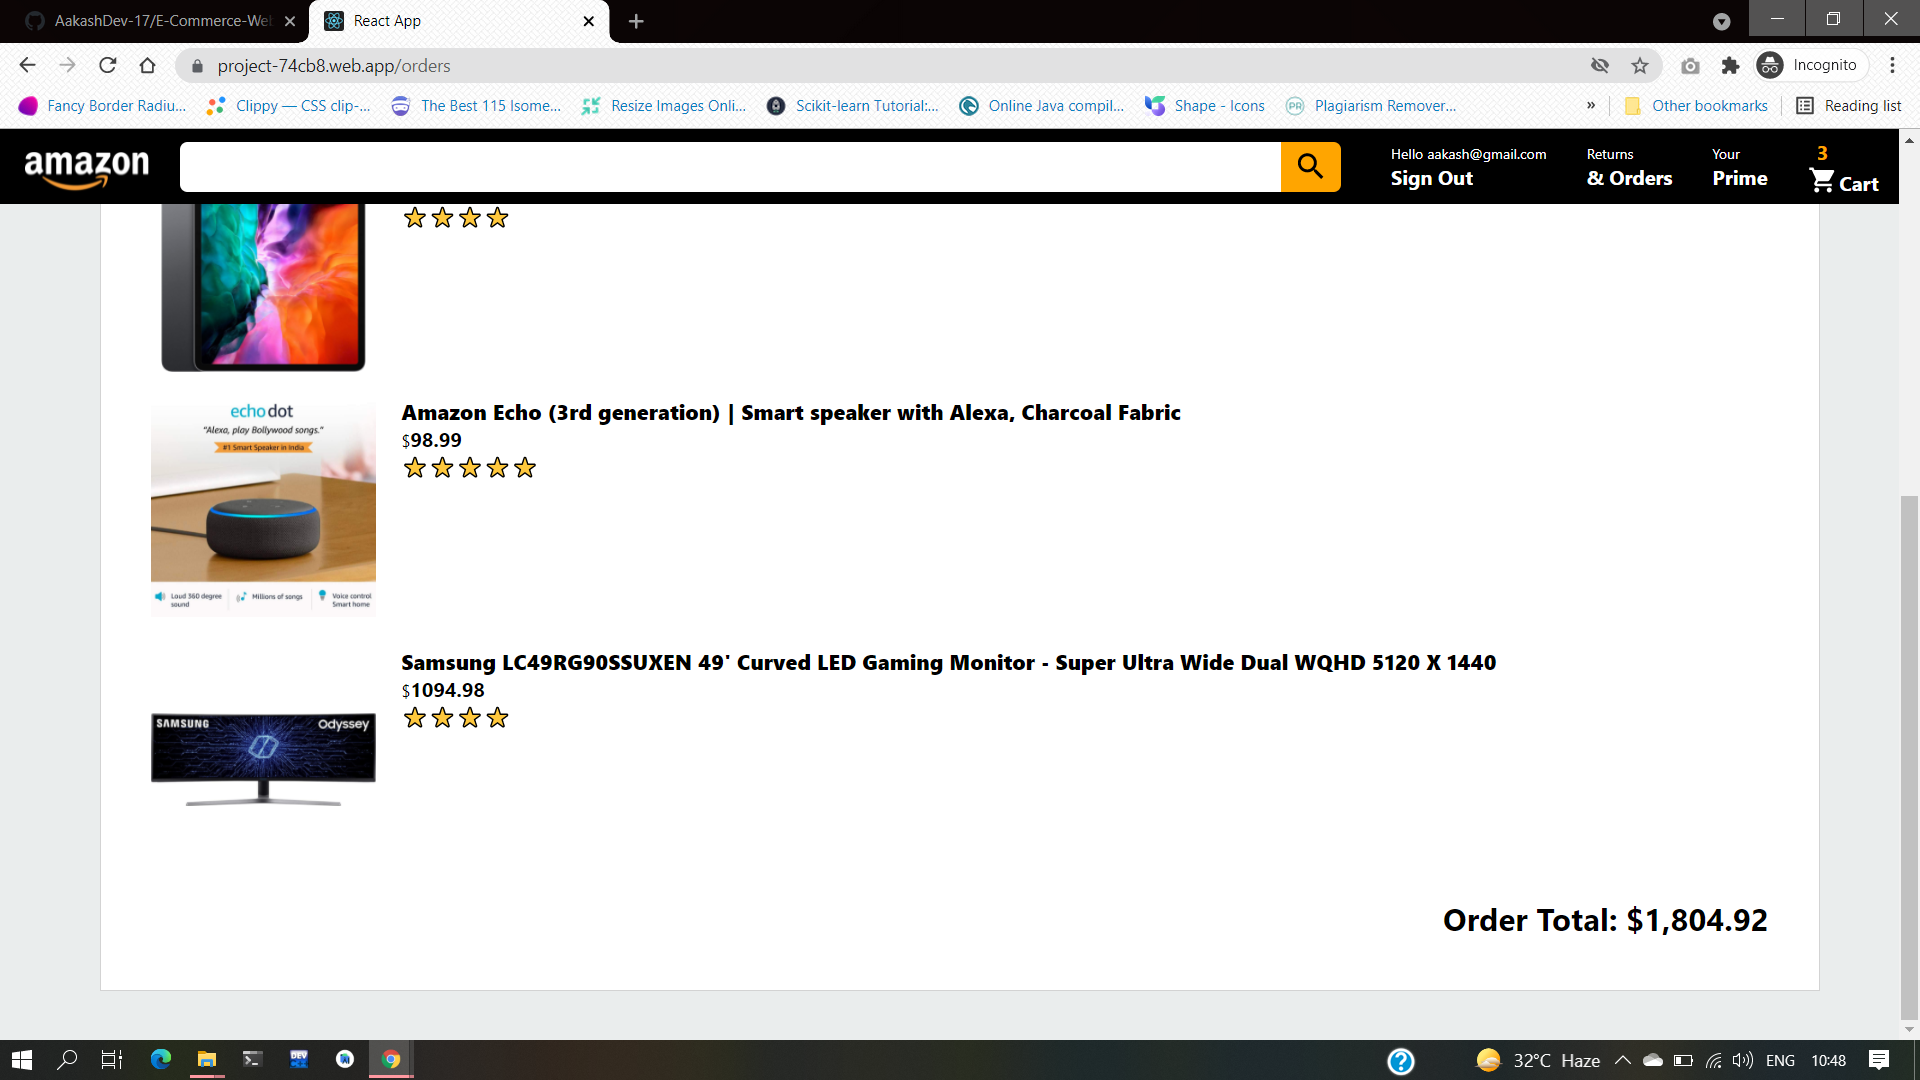 AakashDev-17/E-Commerce-Web
React App
project-74cb8.web.app/orders
Incognito
Fancy Border Radiu...
Clippy — CSS clip-...
The Best 115 Isome...
Resize Images Onli...
Scikit-learn Tutorial:...
Online Java compil...
Shape - Icons
PR
Plagiarism Remover...
»
Other bookmarks
Reading list
amazon
Hello aakash@gmail.com
Sign Out
Returns
& Orders
Your
Prime
3
Cart
echo dot
"Alexa, play Bollywood songs."
#1 Smart Speaker in India
Loud 360 degree
sound
Millions of songs
Voice control
Smart home
Amazon Echo (3rd generation) | Smart speaker with Alexa, Charcoal Fabric
$98.99
SAMSUNG
Odyssey
Samsung LC49RG90SSUXEN 49' Curved LED Gaming Monitor - Super Ultra Wide Dual WQHD 5120 X 1440
$1094.98
Order Total: $1,804.92
DEV
32°C Haze
ENG
10:48